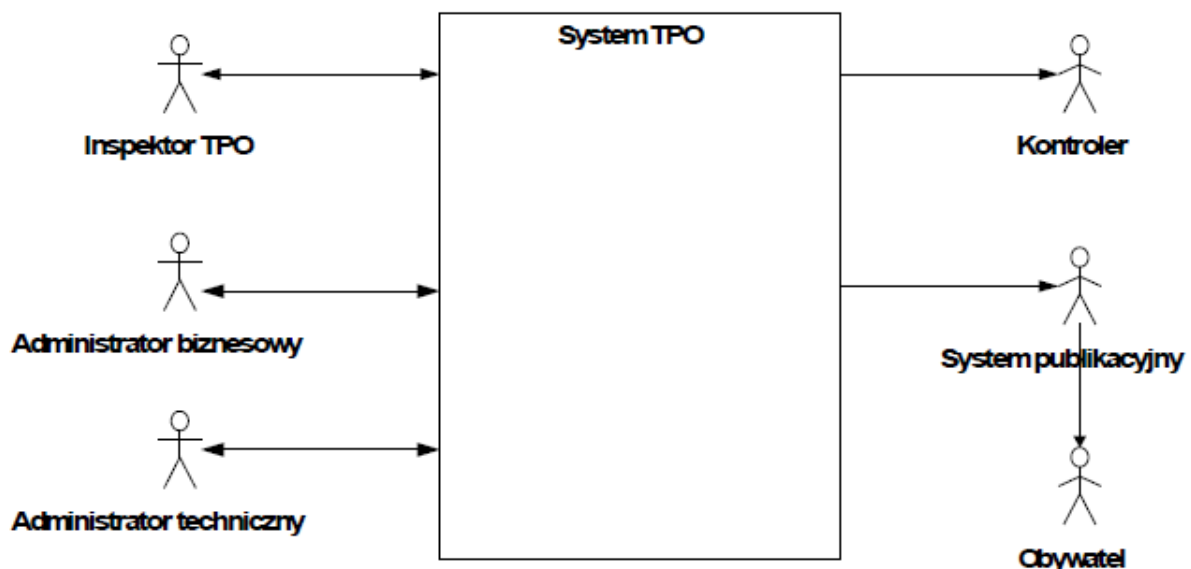 System TPO
Inspektor TPO
Kontroler
Administrator biznesowy
System publikacyjny
Administrator techniczny
Obywatel